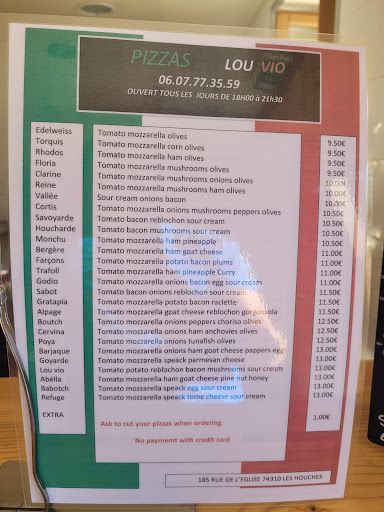 PIZZAS LOU VIO
06.07.77.35.59
OUVERT TOUS LES JOURS DE 18H00 à 21h30
Edelweiss Tomato mozzarella olives 9.50€
Torquis Tomato mozzarella corn olives 9.50€
Rhodos Tomato mozzarella ham olives 9.50€
Floria Tomato mozzarella mushrooms olives 10.00€
Clarine Tomato mozzarella mushrooms onions olives 10.00€
Reine Tomato mozzarella mushrooms ham olives 10.00€
Vallée Sour cream onions bacon 10.50€
Cortis Tomato mozzarella onions mushrooms peppers olives 10.50€
Savoyarde Tomato bacon reblochon sour cream 10.50€
Houcharde Tomato bacon mushrooms sour cream 10.50€
Monchu Tomato mozzarella ham pineapple 10.50€
Bergère Tomato mozzarella ham goat cheese 11.00€
Farçons Tomato mozzarella potato bacon plums 11.00€
Trafoll Tomato mozzarella ham pineapple Curry 11.00€
Godio Tomato mozzarella onions bacon egg sour cream 11.00€
Sabot Tomato bacon onions reblochon sour cream 11.50€
Gratapia Tomato mozzarella potato bacon raclette 11.50€
Alpage Tomato mozzarella goat cheese reblochon gorgonzola 11.50€
Boutch Tomato mozzarella onions peppers choriso olives 12.50€
Cervina Tomato mozzarella onions ham anchovies olives 12.50€
Poya Tomato mozzarella onions tunafish olives 12.50€
Barjaque Tomato mozzarella onions ham goat cheese peppers egg 13.00€
Goyarde Tomato mozzarella speack parmesan cheese 13.00€
Lou vio Tomato potato reblochon bacon mushrooms sour cream 13.00€
Abélla Tomato mozzarella ham goat cheese pine nut honey 13.00€
Babotch Tomato mozzarella speack egg sour cream 13.00€
Refuge Tomato mozzarella speack tome cheese sour cream 13.00€
EXTRA 1.00€
Ask to cut your pizzas when ordering
No paymemt with credit card
185 RUE DE L'EGLISE 74310 LES HOUCHES